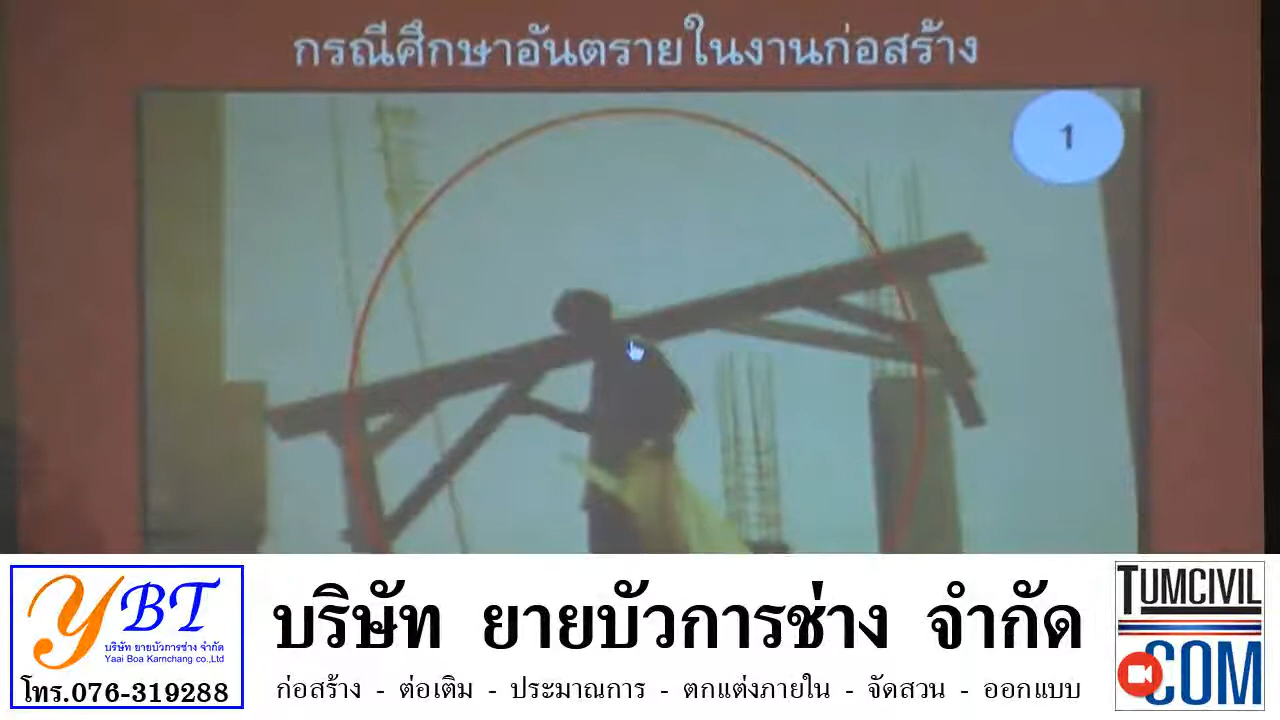 กรณีศึกษาอันตรายในงานก่อสร้าง
1
YBT
บริษัท ยายบัวการช่าง จำกัด
Yaai Boa Karnchang co.,Ltd
โทร.076-319288
บริษัท ยายบัวการช่าง จำกัด
ก่อสร้าง - ต่อเติม - ประมาณการ - ตกแต่งภายใน - จัดสวน - ออกแบบ
TUMCIVIL
.COM